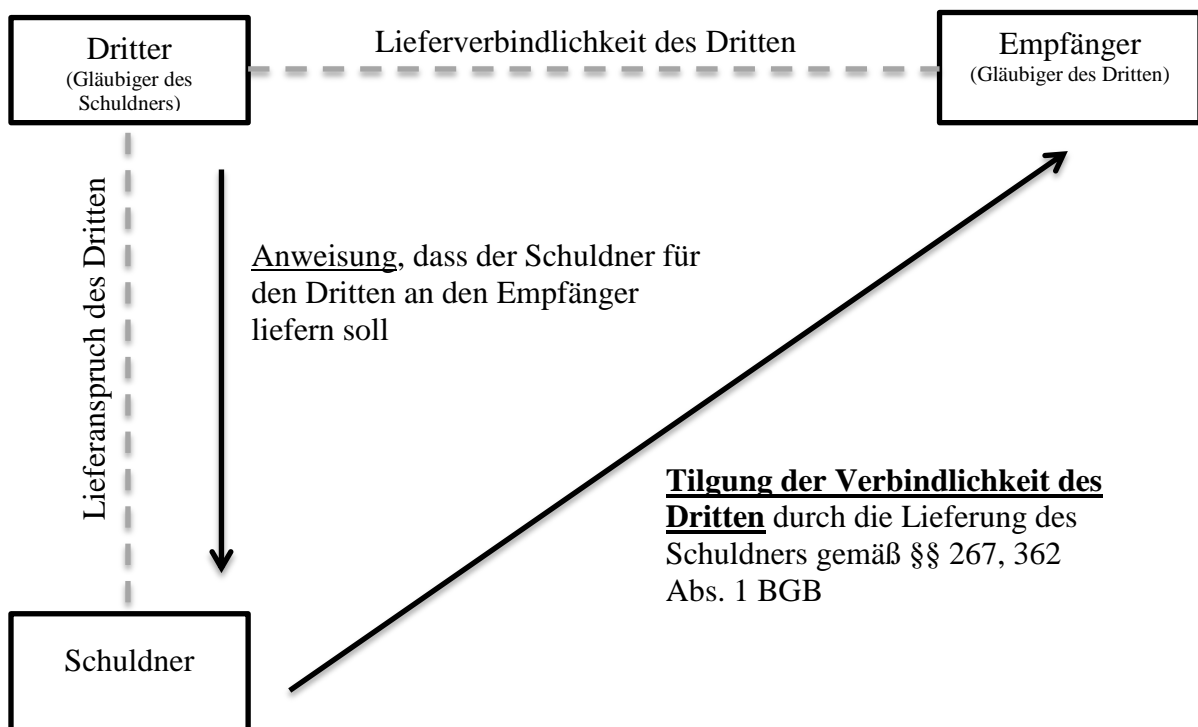 Dritter
(Gläubiger des
Schuldners)
Lieferverbindlichkeit des Dritten
Empfänger
(Gläubiger des Dritten)
Lieferanspruch des Dritten
Anweisung, dass der Schuldner für
den Dritten an den Empfänger
liefern soll
Tilgung der Verbindlichkeit des
Dritten durch die Lieferung des
Schuldners gemäß §§ 267, 362
Abs. 1 BGB
Schuldner